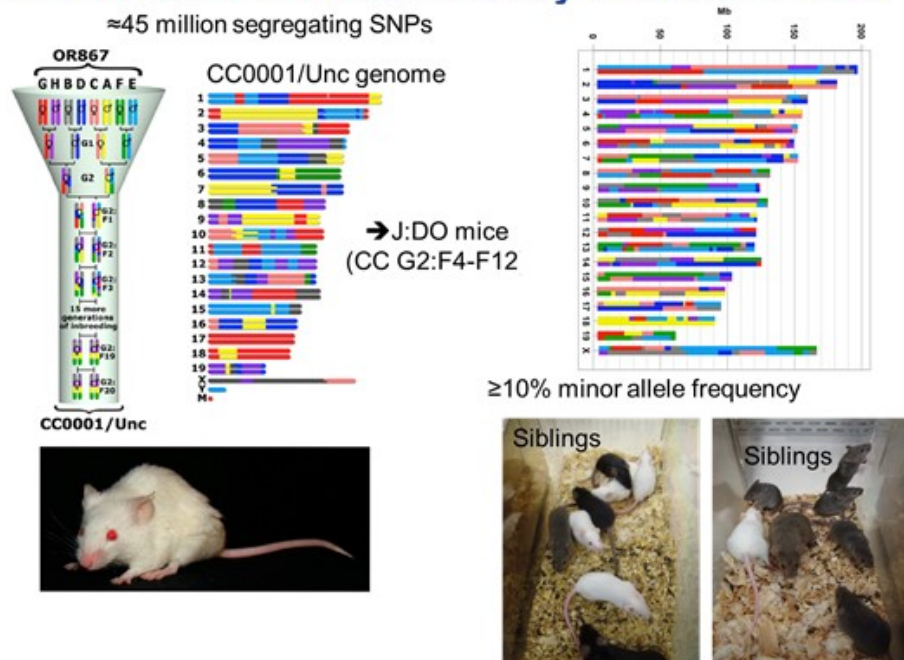 ≈45 million segregating SNPs
OR867
G H B D C A F E
G1
G2
G2:
F1
G2:
F2
G2:
F3
15 more
generations
of inbreeding
G2:
F19
G2:
F20
CC0001/Unc
CC0001/Unc genome
1
2
3
4
5
6
7
8
9
10
11
12
13
14
15
16
17
18
19
X
Y
M
➔J:DO mice
(CC G2:F4-F12
Mb
0 50 100 150 200
1
2
3
4
5
6
7
8
9
10
11
12
13
14
15
16
17
18
19
X
≥10% minor allele frequency
Siblings
Siblings